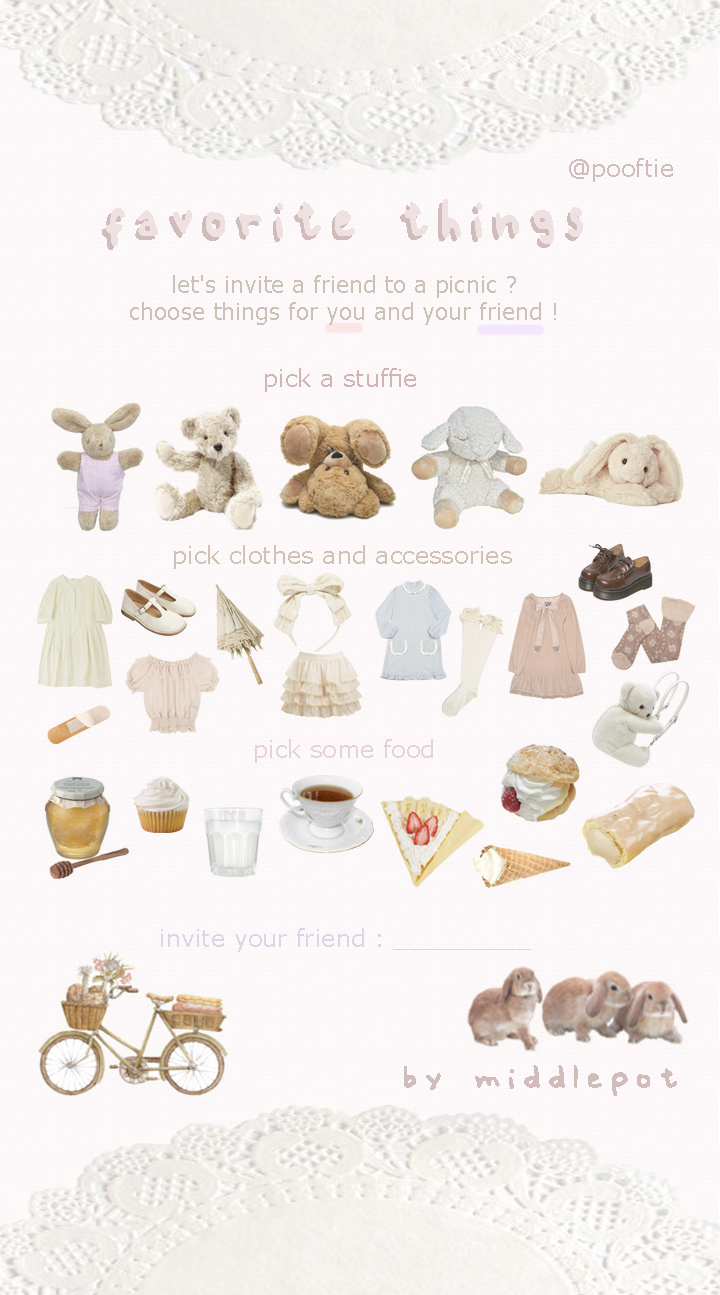 @pooftie
favorite things
let's invite a friend to a picnic ?
choose things for you and your friend !
pick a stuffie
pick clothes and accessories
pick some food
invite your friend : __________
by middlepot